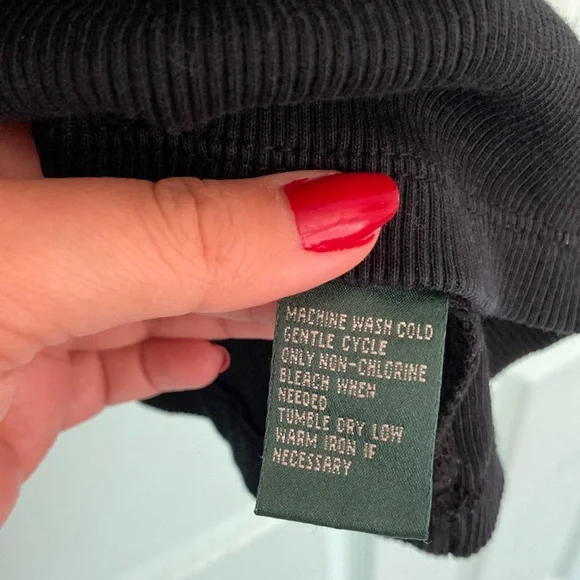 MACHINE WASH COLD
GENTLE CYCLE
ONLY NON-CHLORINE
BLEACH WHEN
NEEDED
TUMBLE DRY LOW
WARM IRON IF
NECESSARY